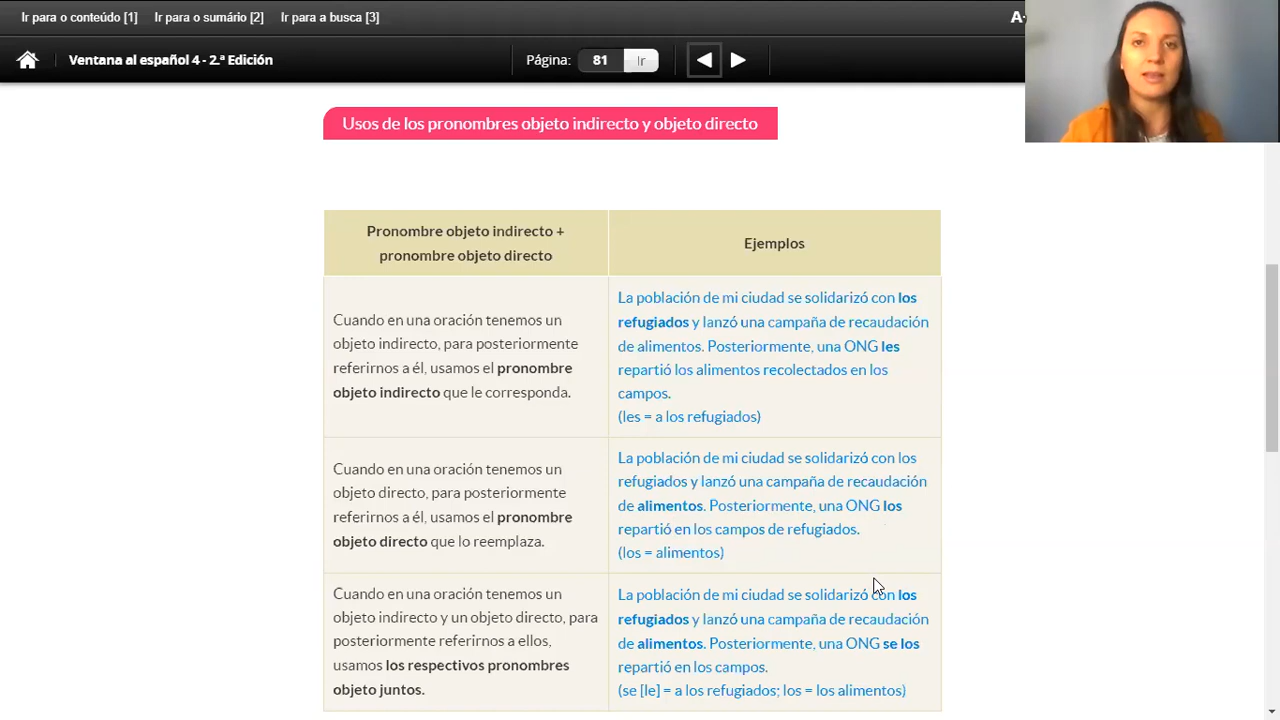 Ir para o conteúdo [1] Ir para o sumário [2] Ir para a busca [3]
A-
Ventana al español 4 - 2.ª Edición
Página: 81 Ir
Usos de los pronombres objeto indirecto y objeto directo
Pronombre objeto indirecto +
pronombre objeto directo
Ejemplos
Cuando en una oración tenemos un
objeto indirecto, para posteriormente
referirnos a él, usamos el pronombre
objeto indirecto que le corresponda.
La población de mi ciudad se solidarizó con los
refugiados y lanzó una campaña de recaudación
de alimentos. Posteriormente, una ONG les
repartió los alimentos recolectados en los
campos.
(les = a los refugiados)
Cuando en una oración tenemos un
objeto directo, para posteriormente
referirnos a él, usamos el pronombre
objeto directo que lo reemplaza.
La población de mi ciudad se solidarizó con los
refugiados y lanzó una campaña de recaudación
de alimentos. Posteriormente, una ONG los
repartió en los campos de refugiados.
(los = alimentos)
Cuando en una oración tenemos un
objeto indirecto y un objeto directo, para
posteriormente referirnos a ellos,
usamos los respectivos pronombres
objeto juntos.
La población de mi ciudad se solidarizó con los
refugiados y lanzó una campaña de recaudación
de alimentos. Posteriormente, una ONG se los
repartió en los campos.
(se [le] = a los refugiados; los = los alimentos)